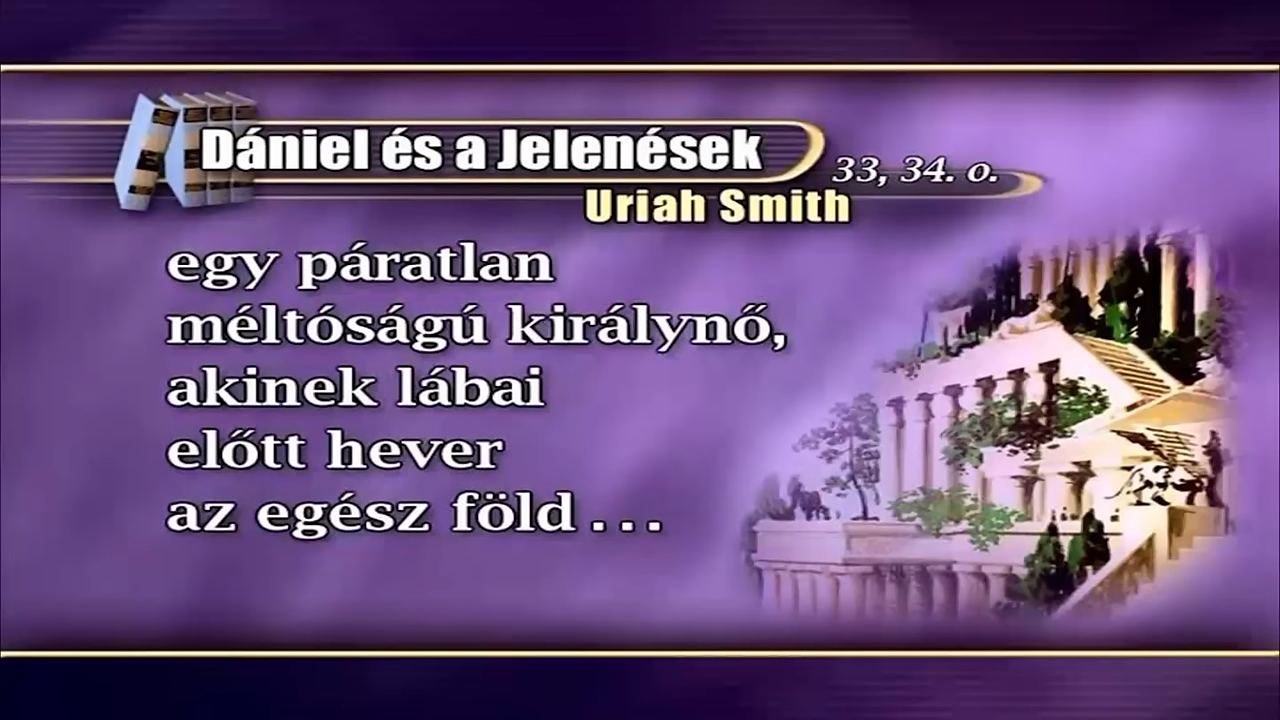 Dániel és a Jelenések
33, 34. o.
Uriah Smith
egy páratlan
méltóságú királynő,
akinek lábai
előtt hever
az egész föld...